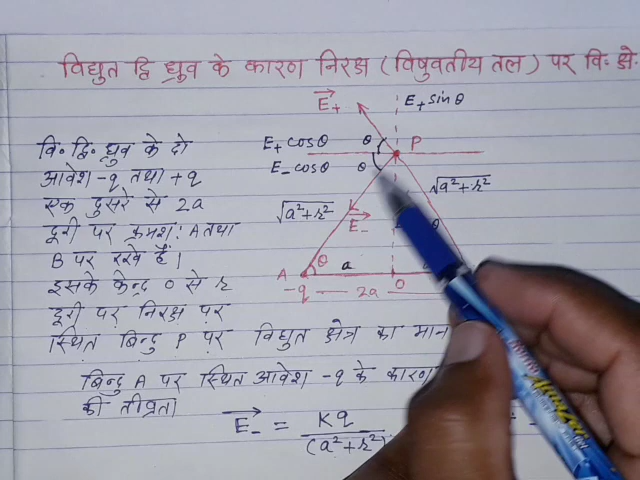 विद्युत द्वि ध्रुव के कारण निरक्ष (विषुवतीय तल) पर वि० क्षे०
E₊ E₊ sinθ
वि० द्वि० ध्रुव के दो
E₊ cosθ θ P
आवेश -q तथा +q
E₋ cosθ θ
एक दुसरे से 2a
√a²+r² √a²+r²
दूरी पर क्रमशः A तथा
E₋ θ
B पर रखे हैं।
A θ a
इसके केन्द्र O से r
-q 2a O
दूरी पर निरक्ष पर
स्थित बिन्दु P पर विद्युत क्षेत्र का मान
बिन्दु A पर स्थित आवेश -q के कारण
की तीव्रता
E₋ = Kq / (a²+r²)